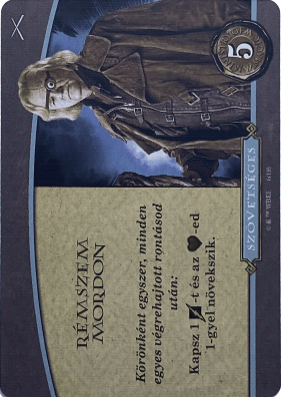 5
SZÖVETSÉGES
RÉMSZEM
MORDON
Körönként egyszer, minden
egyes végrehajtott rontásod
után:
Kapsz 1 -t és az -ed
1-gyel növekszik.